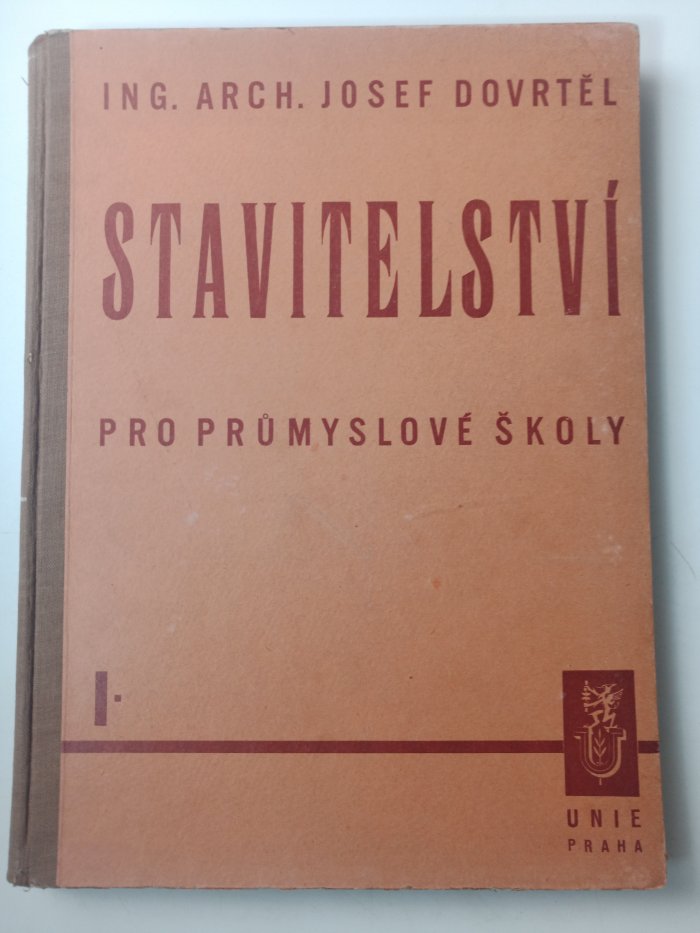 ING. ARCH. JOSEF DOVRTĚL
STAVITELSTVÍ
PRO PRŮMYSLOVÉ ŠKOLY
I.
U
UNIE
PRAHA